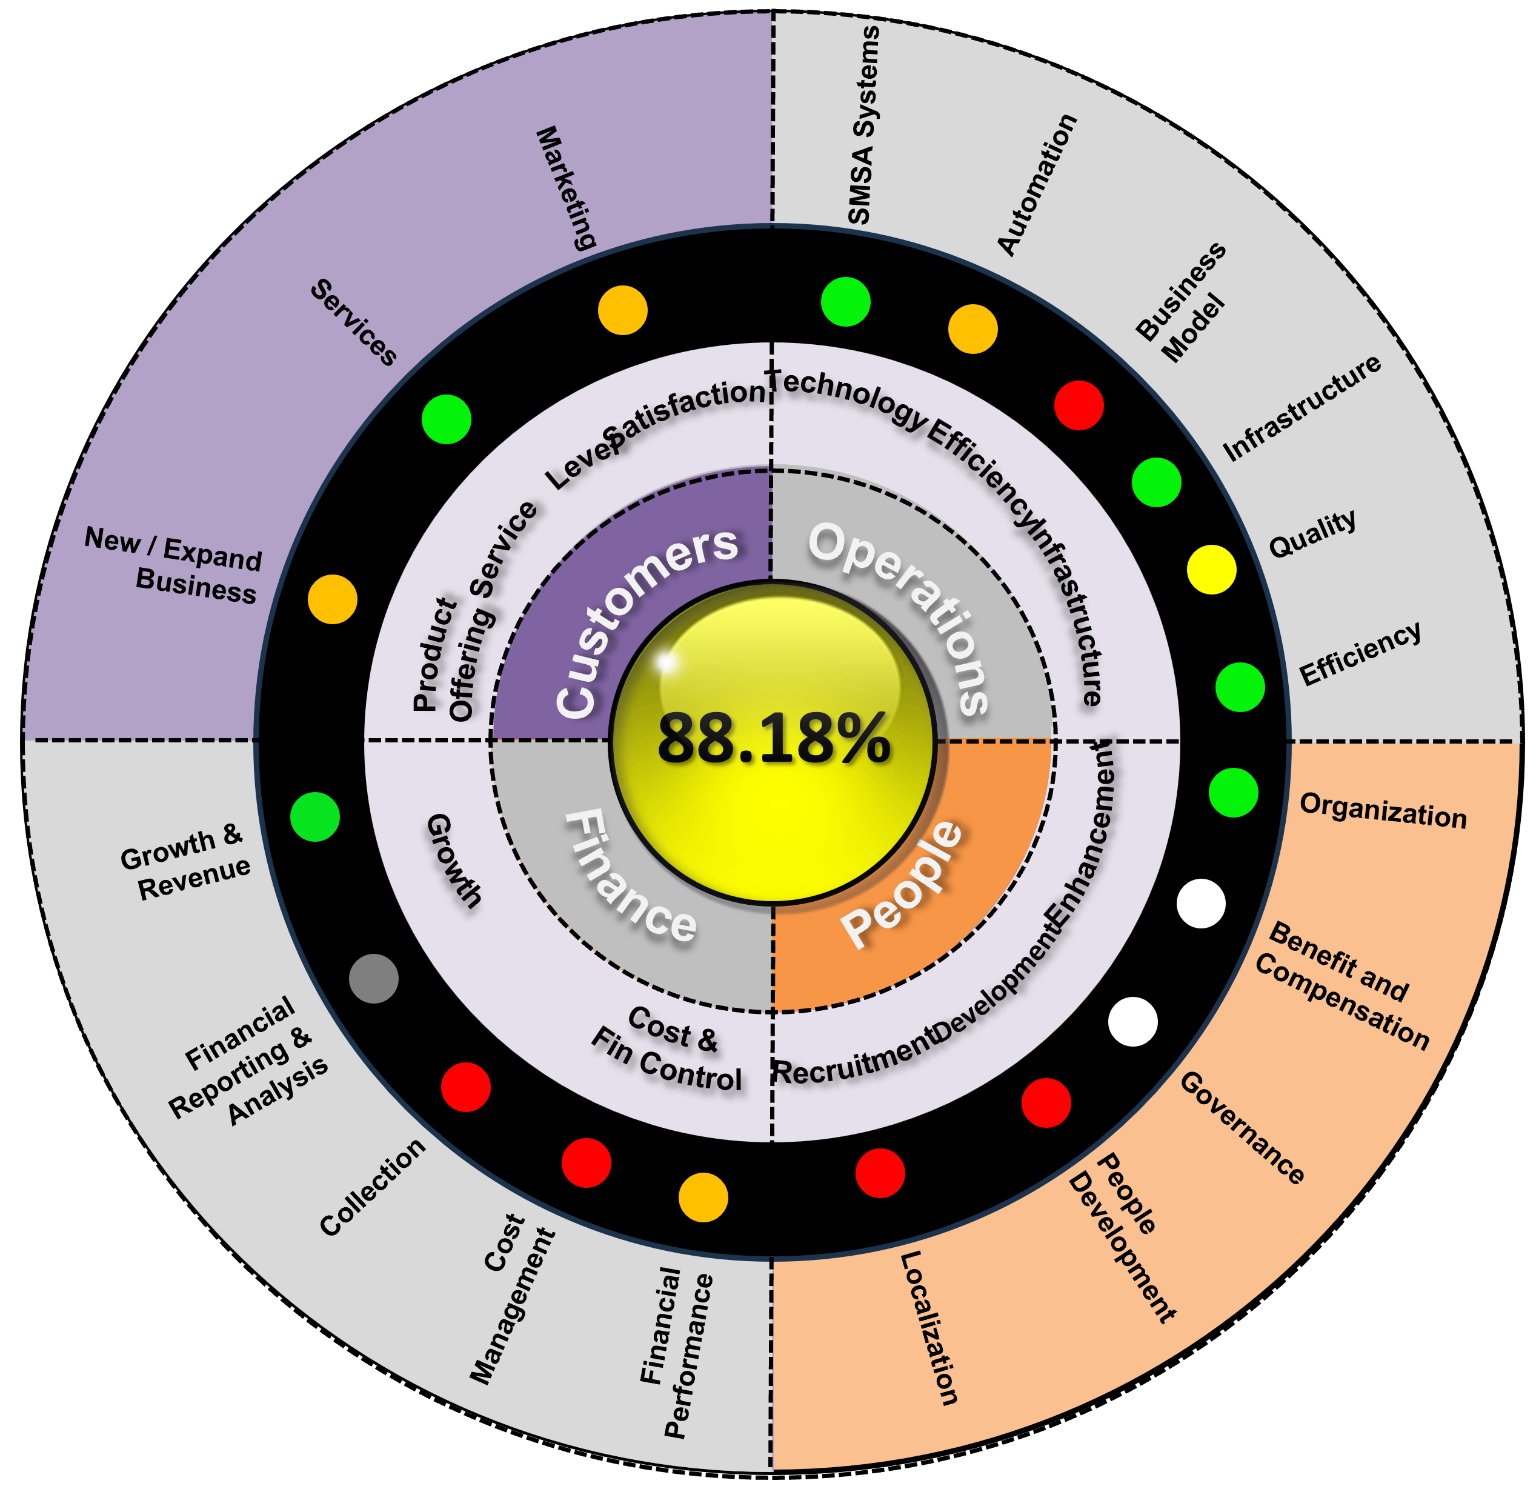 SMSA Systems
Automation
Business
Model
Infrastructure
Quality
Efficiency
Organization
Benefit and
Compensation
Governance
People
Development
Localization
Financial
Performance
Cost
Management
Collection
Financial
Reporting &
Analysis
Growth &
Revenue
New / Expand
Business
Services
Marketing
Technology
Efficiency
Infrastructure
Enhancement
Development
Recruitment
Cost &
Fin Control
Growth
Product
Offering
Service
Level
Satisfaction
Customers
Operations
People
Finance
88.18%